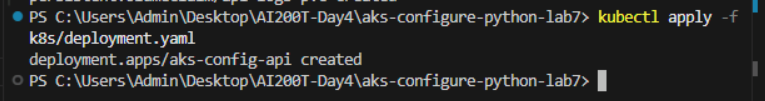 PS C:\Users\Admin\Desktop\AI200T-Day4\aks-configure-python-lab7> kubectl apply -f
k8s/deployment.yaml
deployment.apps/aks-config-api created
PS C:\Users\Admin\Desktop\AI200T-Day4\aks-configure-python-lab7>